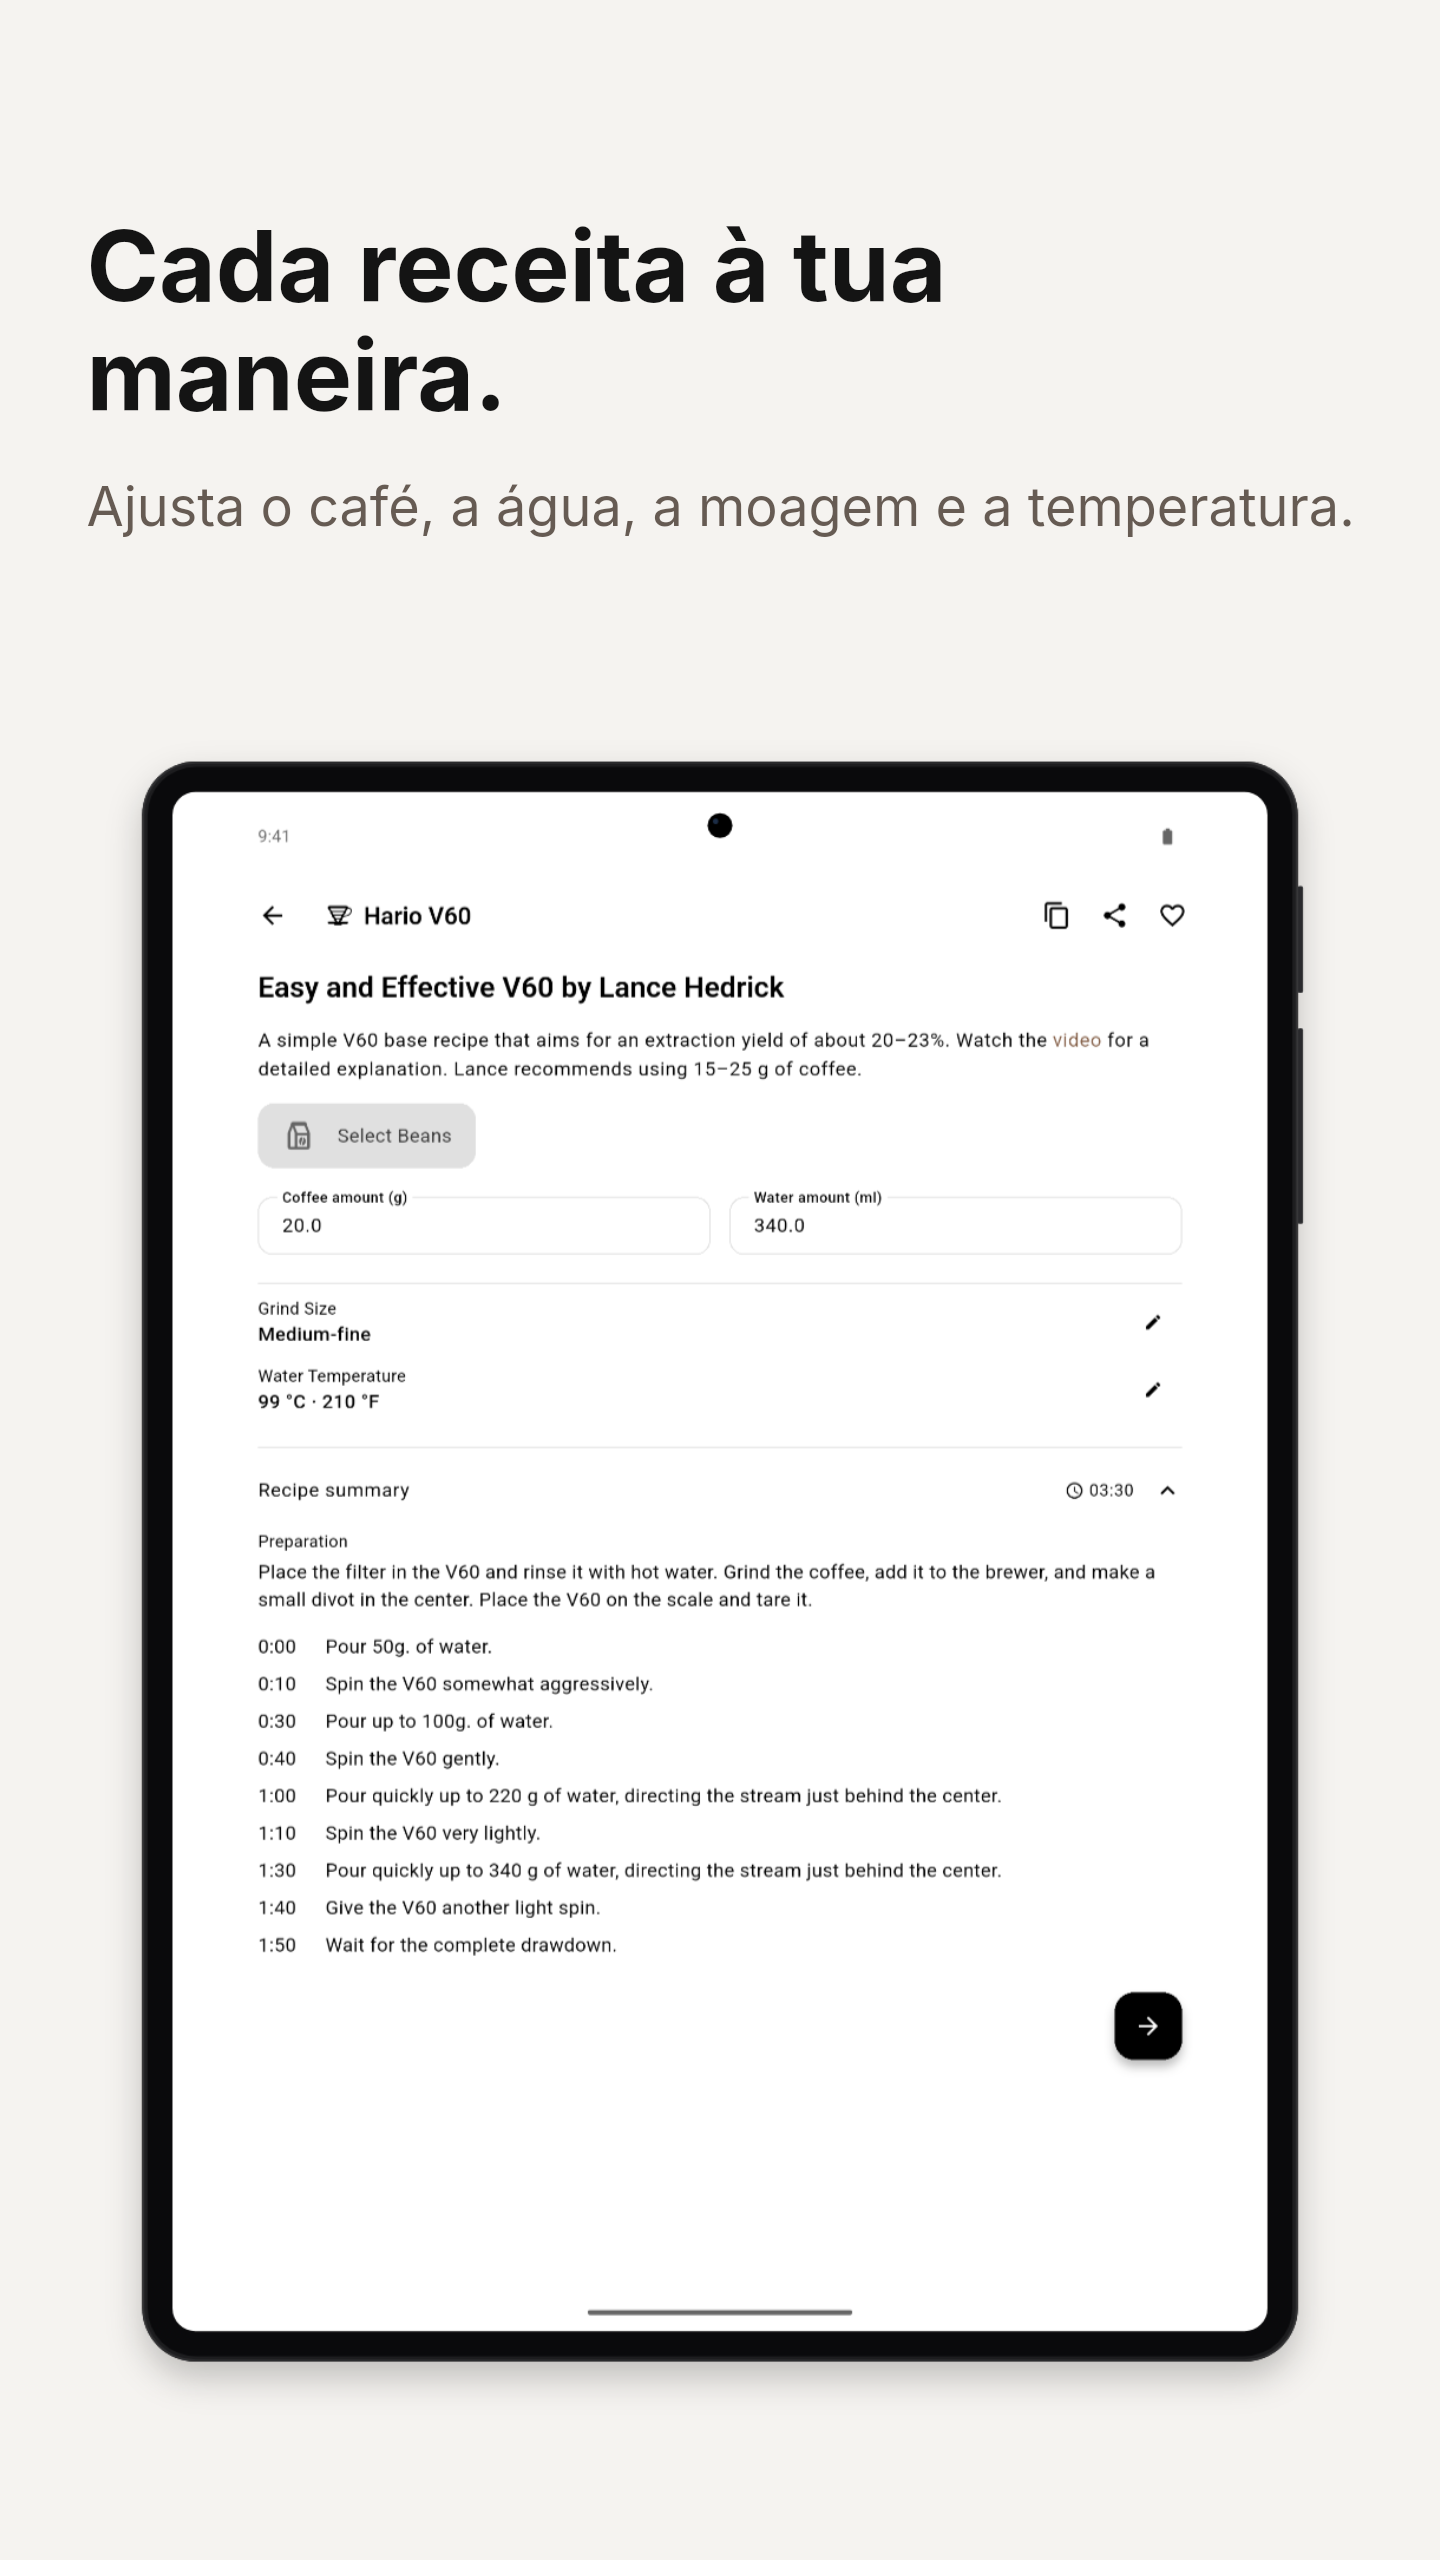 Cada receita à tua
maneira.
Ajusta o café, a água, a moagem e a temperatura.
9:41
Hario V60
Easy and Effective V60 by Lance Hedrick
A simple V60 base recipe that aims for an extraction yield of about 20–23%. Watch the video for a
detailed explanation. Lance recommends using 15–25 g of coffee.
Select Beans
Coffee amount (g)
20.0
Water amount (ml)
340.0
Grind Size
Medium-fine
Water Temperature
99 °C · 210 °F
Recipe summary
03:30
Preparation
Place the filter in the V60 and rinse it with hot water. Grind the coffee, add it to the brewer, and make a
small divot in the center. Place the V60 on the scale and tare it.
0:00 Pour 50g. of water.
0:10 Spin the V60 somewhat aggressively.
0:30 Pour up to 100g. of water.
0:40 Spin the V60 gently.
1:00 Pour quickly up to 220 g of water, directing the stream just behind the center.
1:10 Spin the V60 very lightly.
1:30 Pour quickly up to 340 g of water, directing the stream just behind the center.
1:40 Give the V60 another light spin.
1:50 Wait for the complete drawdown.